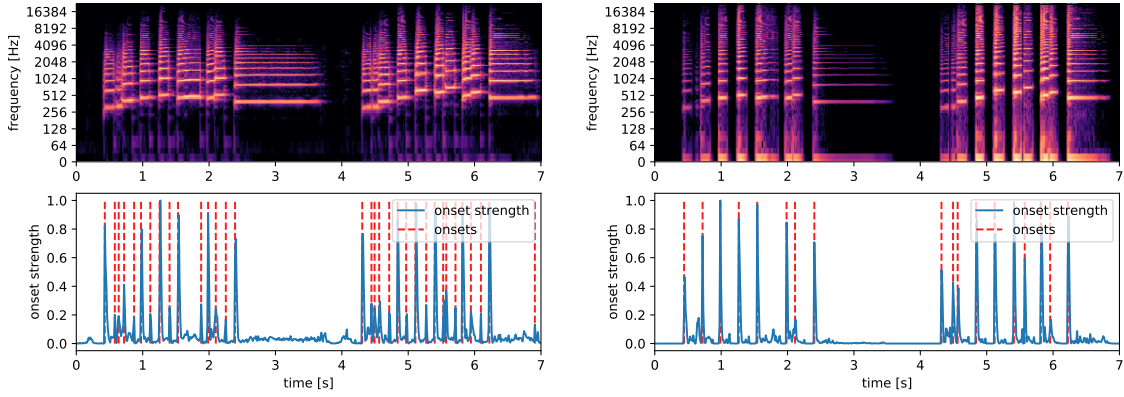 16384
8192
4096
2048
1024
512
256
128
64
0
frequency [Hz]
0 1 2 3 4 5 6 7
16384
8192
4096
2048
1024
512
256
128
64
0
frequency [Hz]
0 1 2 3 4 5 6 7
1.0
0.8
0.6
0.4
0.2
0.0
onset strength
onset strength
onsets
0 1 2 3 4 5 6 7
time [s]
1.0
0.8
0.6
0.4
0.2
0.0
onset strength
onset strength
onsets
0 1 2 3 4 5 6 7
time [s]